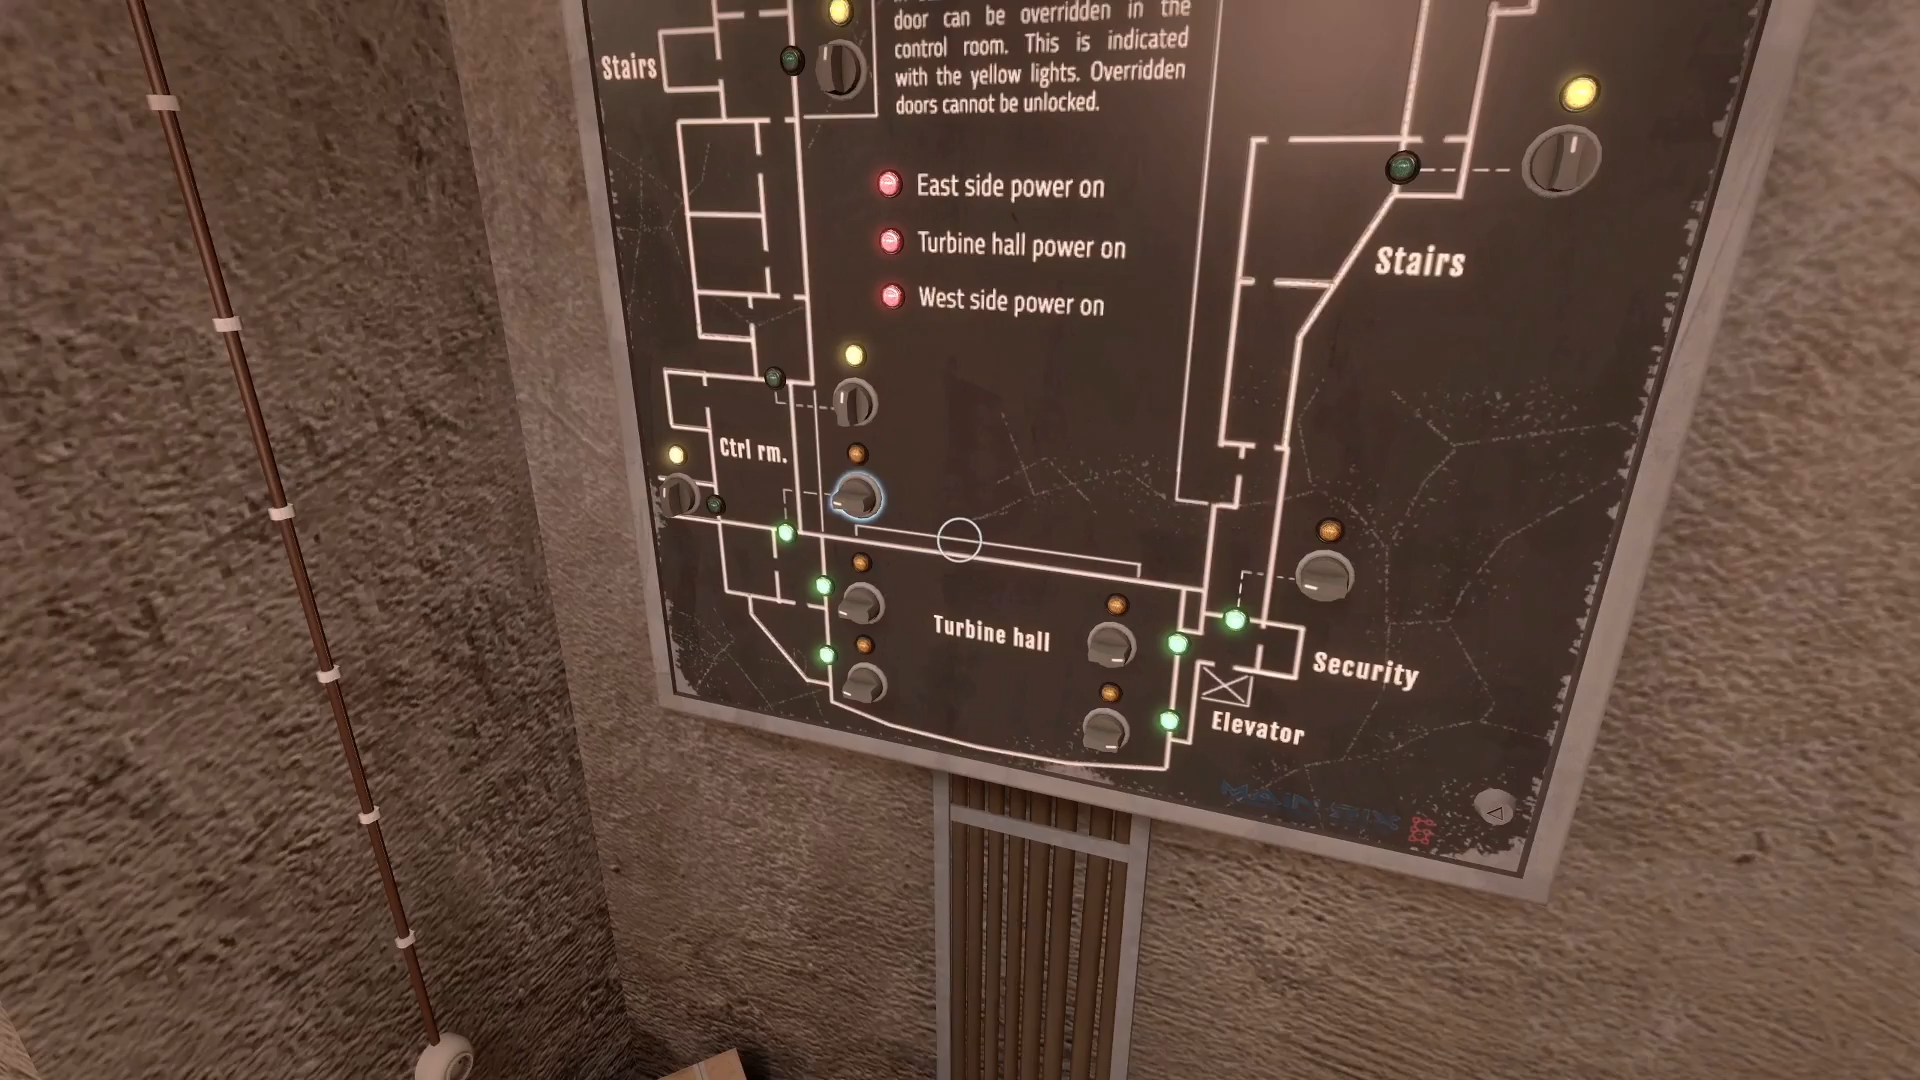 door can be overridden in the
control room. This is indicated
with the yellow lights. Overridden
doors cannot be unlocked.
Stairs
East side power on
Turbine hall power on
West side power on
Stairs
Ctrl rm.
Turbine hall
Security
Elevator